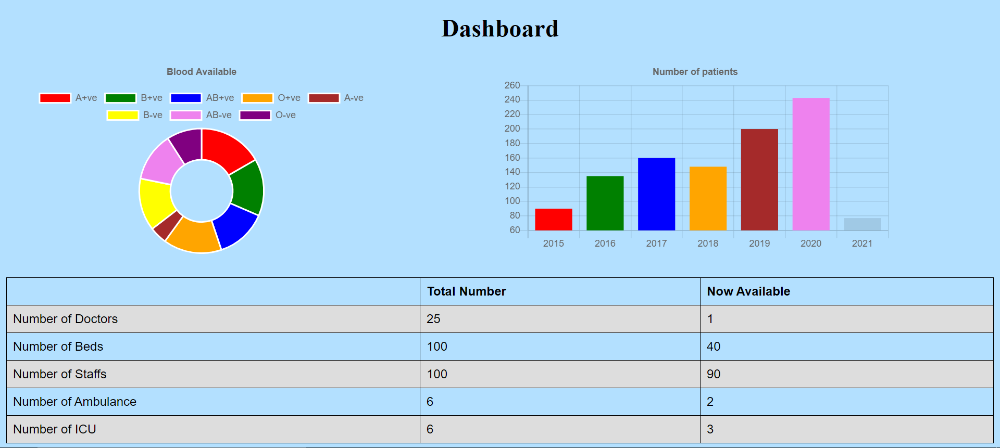 Dashboard
Blood Available
A+ve B+ve AB+ve O+ve A-ve
B-ve AB-ve O-ve
Number of patients
260
240
220
200
180
160
140
120
100
80
60
2015 2016 2017 2018 2019 2020 2021
Total Number Now Available
Number of Doctors 25 1
Number of Beds 100 40
Number of Staffs 100 90
Number of Ambulance 6 2
Number of ICU 6 3